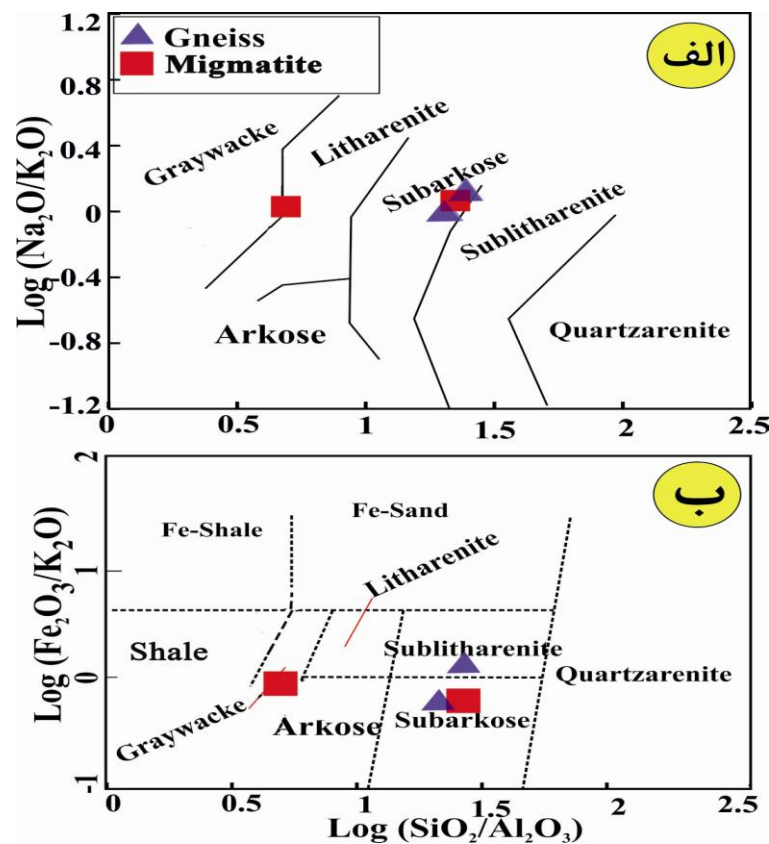 1.2
Gneiss
Migmatite
الف
0.8
Graywacke
Litharenite
0.4
Subarkose
0
Sublitharenite
-0.4
Arkose
Quartzarenite
-0.8
-1.2
Log (Na₂O/K₂O)
0.5
1
1.5
2
2.5
2
ب
Fe-Shale
Fe-Sand
Litharenite
1
Shale
Sublitharenite
Quartzarenite
0
Graywacke
Arkose
Subarkose
-1
Log (Fe₂O₃/K₂O)
0
0.5
1
1.5
2
2.5
Log (SiO₂/Al₂O₃)